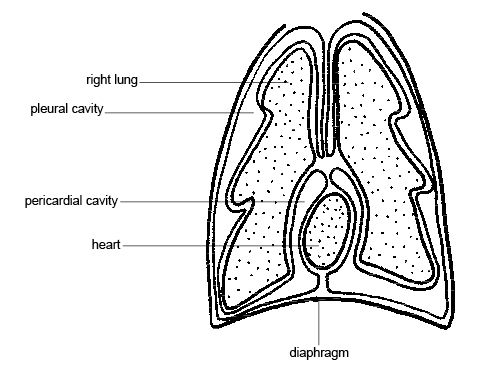 right lung
pleural cavity
pericardial cavity
heart
diaphragm